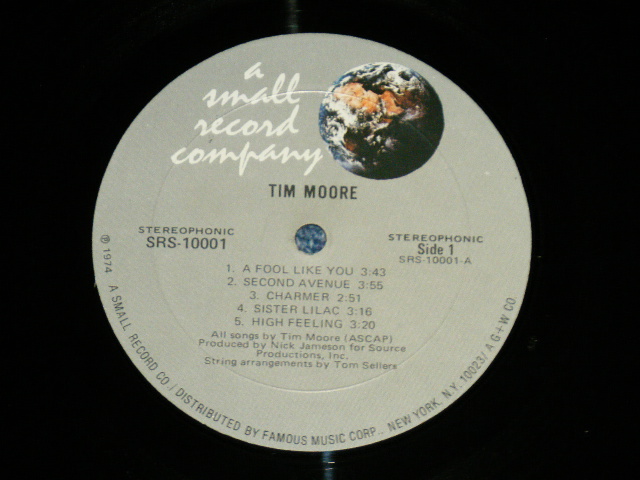 a
small
record
company
TIM MOORE
STEREOPHONIC
SRS-10001
STEREOPHONIC
Side 1
SRS-10001-A
1. A FOOL LIKE YOU 3:43
2. SECOND AVENUE 3:55
3. CHARMER 2:51
4. SISTER LILAC 3:16
5. HIGH FEELING 3:20
All songs by Tim Moore (ASCAP)
Produced by Nick Jameson for Source
Productions, Inc.
String arrangements by Tom Sellers
℗ 1974 A SMALL RECORD CO / DISTRIBUTED BY FAMOUS MUSIC CORP., NEW YORK, N.Y. 10023/ A G+W CO